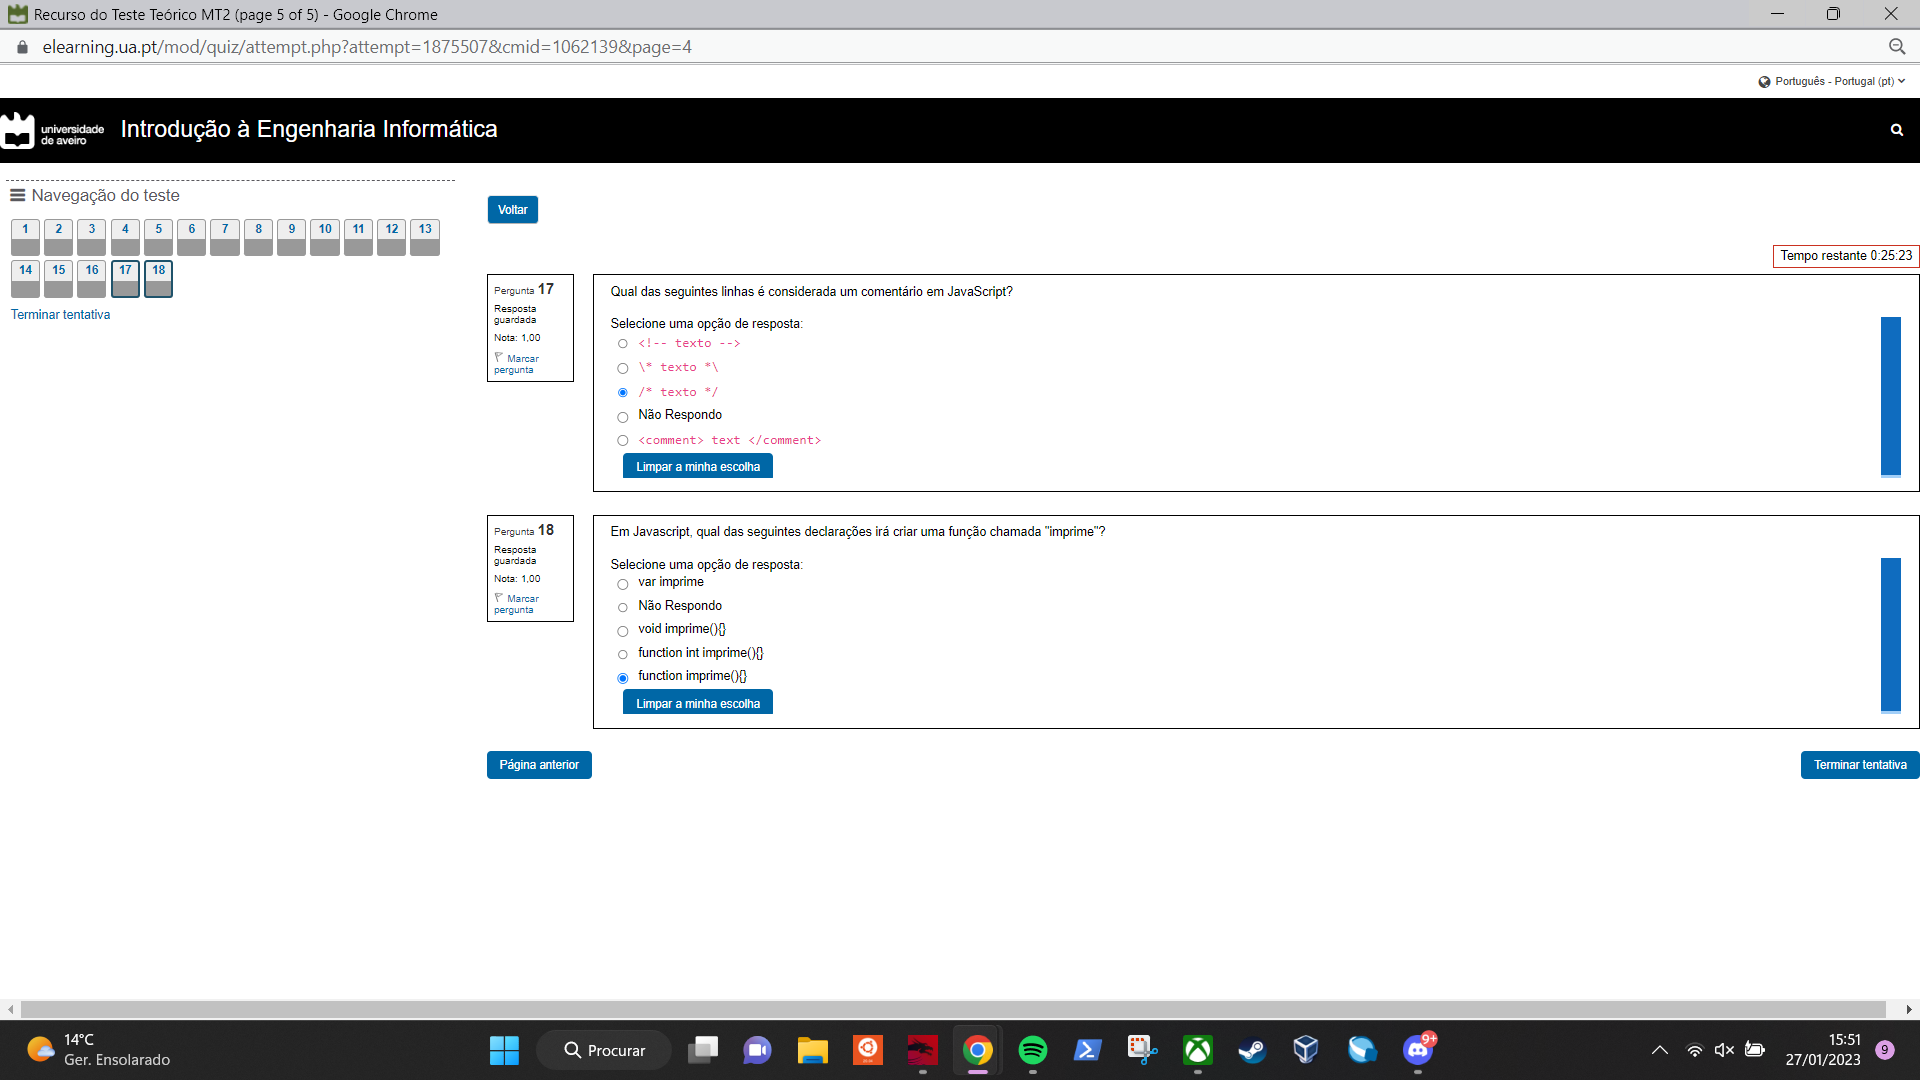 Recurso do Teste Teórico MT2 (page 5 of 5) - Google Chrome
elearning.ua.pt/mod/quiz/attempt.php?attempt=1875507&cmid=1062139&page=4
Português - Portugal (pt)
universidade
de aveiro
Introdução à Engenharia Informática
Navegação do teste
1 2 3 4 5 6 7 8 9 10 11 12 13
14 15 16 17 18
Terminar tentativa
Voltar
Tempo restante 0:25:23
Pergunta 17
Resposta
guardada
Nota: 1,00
Marcar
pergunta
Qual das seguintes linhas é considerada um comentário em JavaScript?
Selecione uma opção de resposta:
<!-- texto -->
\* texto *\
/* texto */
Não Respondo
<comment> text </comment>
Limpar a minha escolha
Pergunta 18
Resposta
guardada
Nota: 1,00
Marcar
pergunta
Em Javascript, qual das seguintes declarações irá criar uma função chamada "imprime"?
Selecione uma opção de resposta:
var imprime
Não Respondo
void imprime(){}
function int imprime(){}
function imprime(){}
Limpar a minha escolha
Página anterior
Terminar tentativa
14°C
Ger. Ensolarado
Procurar
9+
15:51
27/01/2023
9